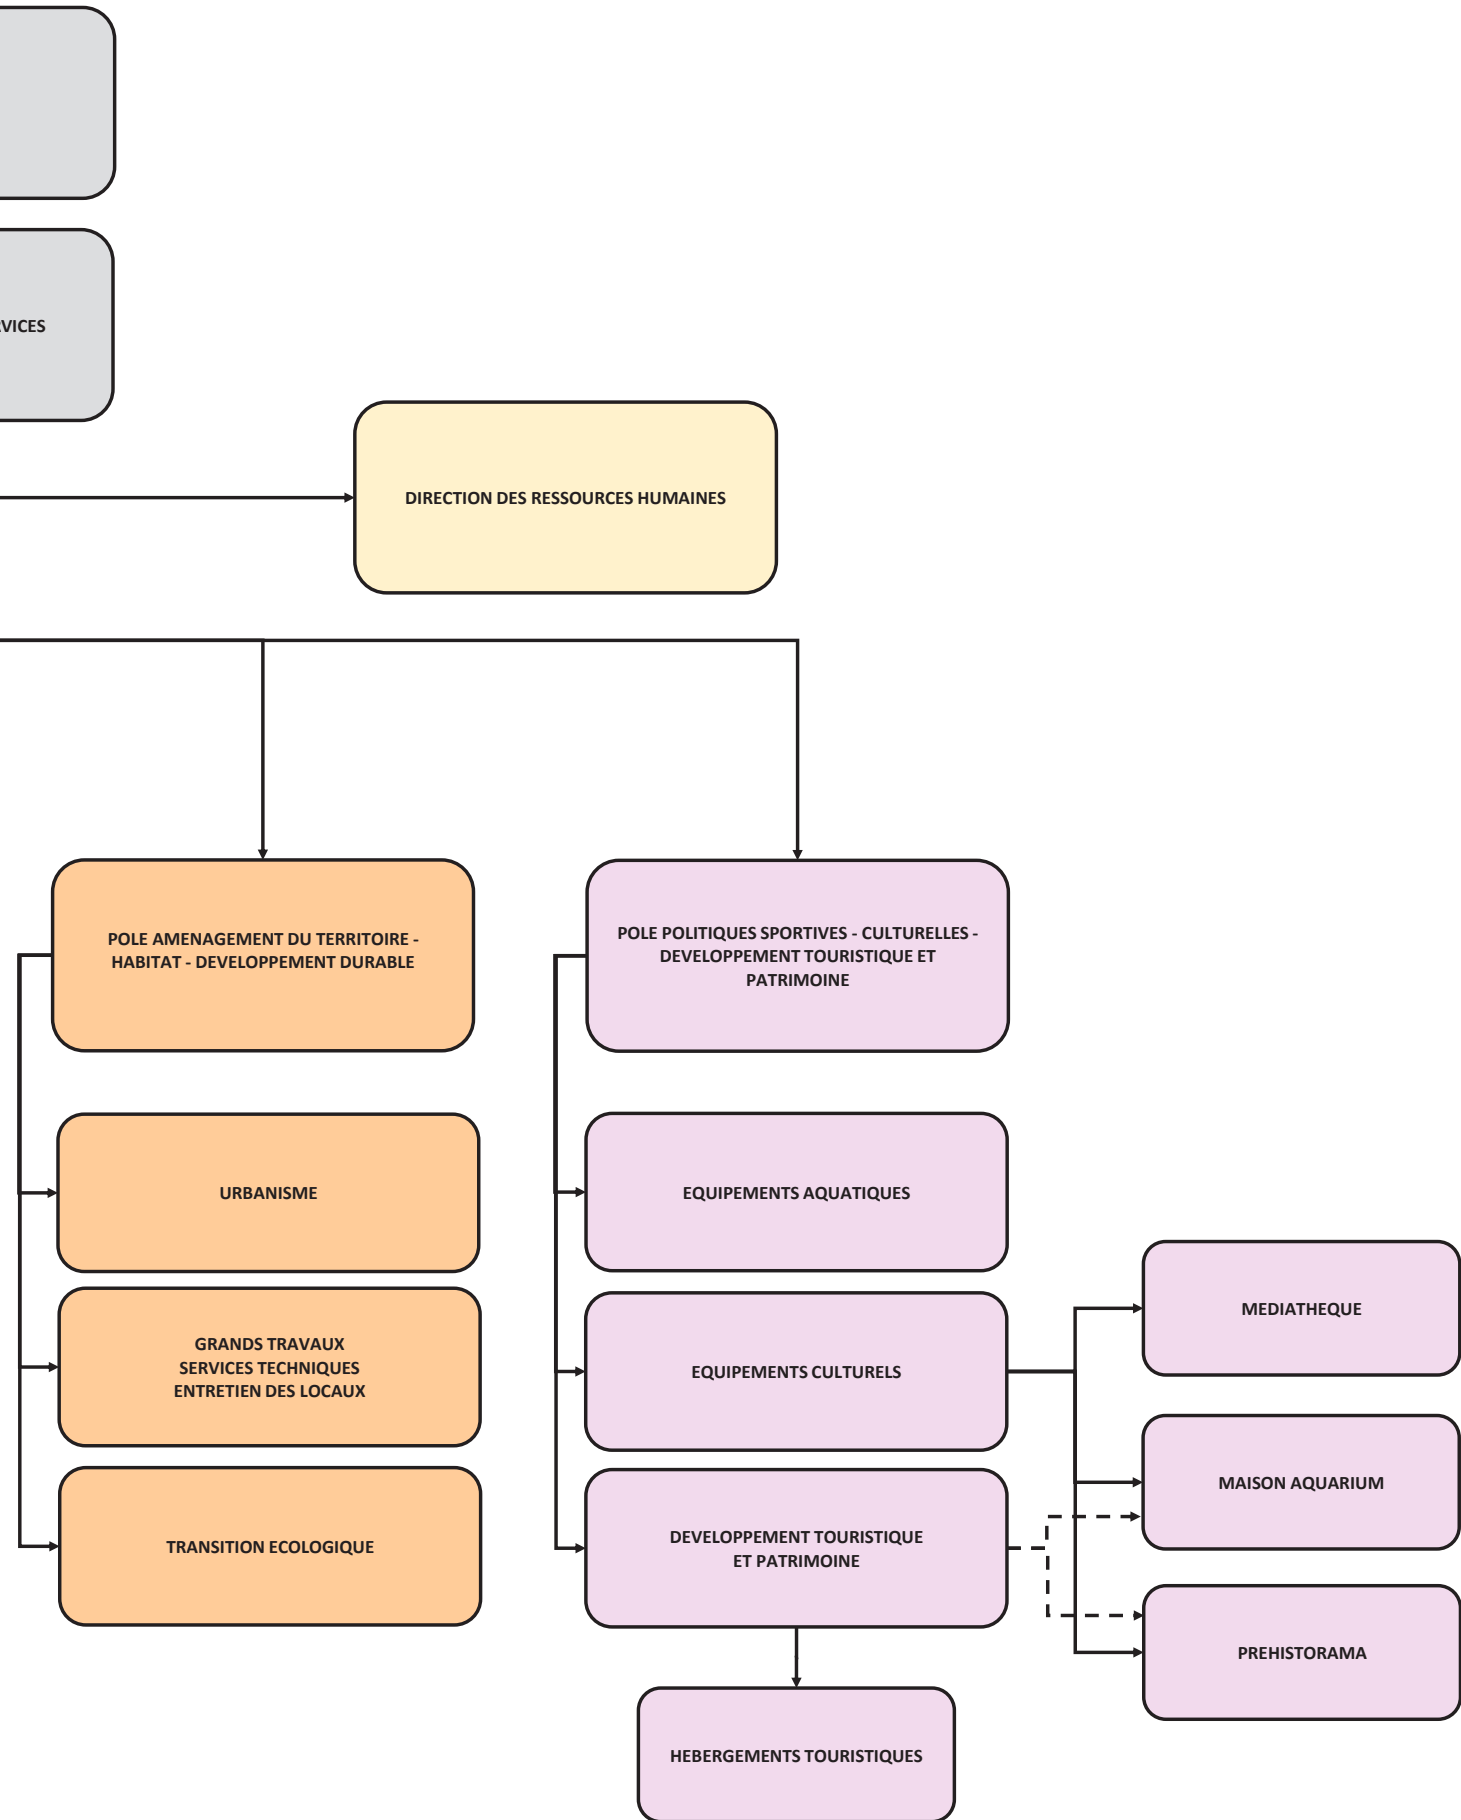 DIRECTION DES RESSOURCES HUMAINES
POLE AMENAGEMENT DU TERRITOIRE -
HABITAT - DEVELOPPEMENT DURABLE
URBANISME
GRANDS TRAVAUX
SERVICES TECHNIQUES
ENTRETIEN DES LOCAUX
TRANSITION ECOLOGIQUE
POLE POLITIQUES SPORTIVES - CULTURELLES -
DEVELOPPEMENT TOURISTIQUE ET
PATRIMOINE
EQUIPEMENTS AQUATIQUES
EQUIPEMENTS CULTURELS
DEVELOPPEMENT TOURISTIQUE
ET PATRIMOINE
HEBERGEMENTS TOURISTIQUES
MEDIATHEQUE
MAISON AQUARIUM
PREHISTORAMA